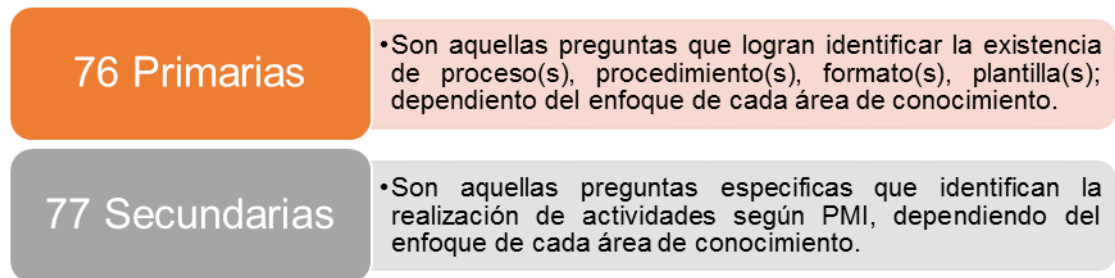 76 Primarias
•Son aquellas preguntas que logran identificar la existencia
de proceso(s), procedimiento(s), formato(s), plantilla(s);
dependiento del enfoque de cada área de conocimiento.
77 Secundarias
•Son aquellas preguntas especificas que identifican la
realización de actividades según PMI, dependiendo del
enfoque de cada área de conocimiento.